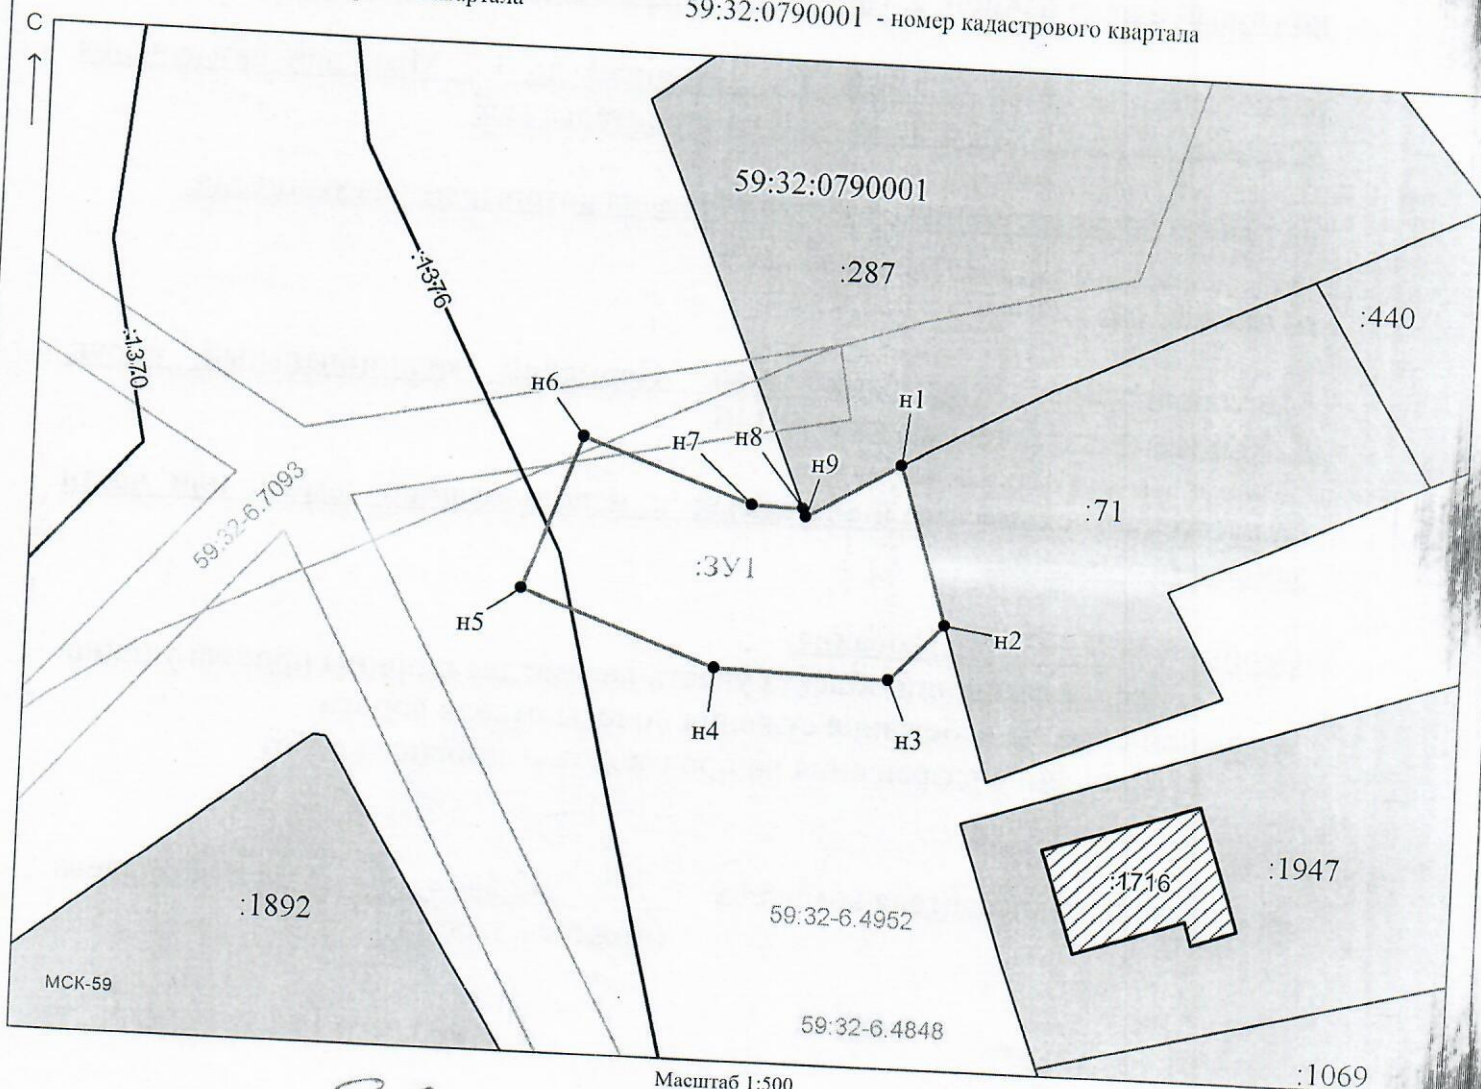 квартала
59:32:0790001 - номер кадастрового квартала
С
59:32:0790001
:287
:1376
:440
:1370
н6
н1
н7
н8
н9
59:32-6.7093
:71
:ЗУ1
н5
н2
н4
н3
:1892
:1716
:1947
59:32-6.4952
МСК-59
59:32-6.4848
Масштаб 1:500
:1069